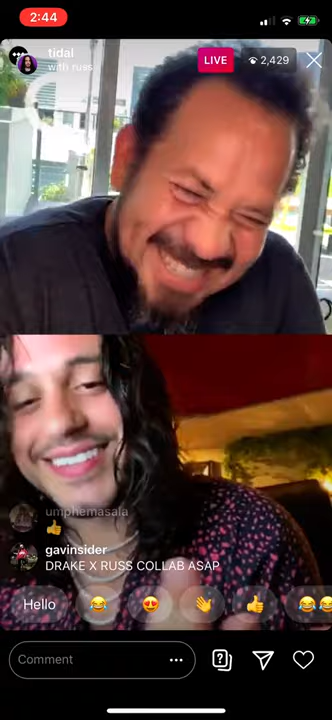 2:44
tidal
with russ
LIVE
2,429
umphemasala
👍
gavinsider
DRAKE X RUSS COLLAB ASAP
Hello 😂 😍 👋 👍 😂😂
Comment